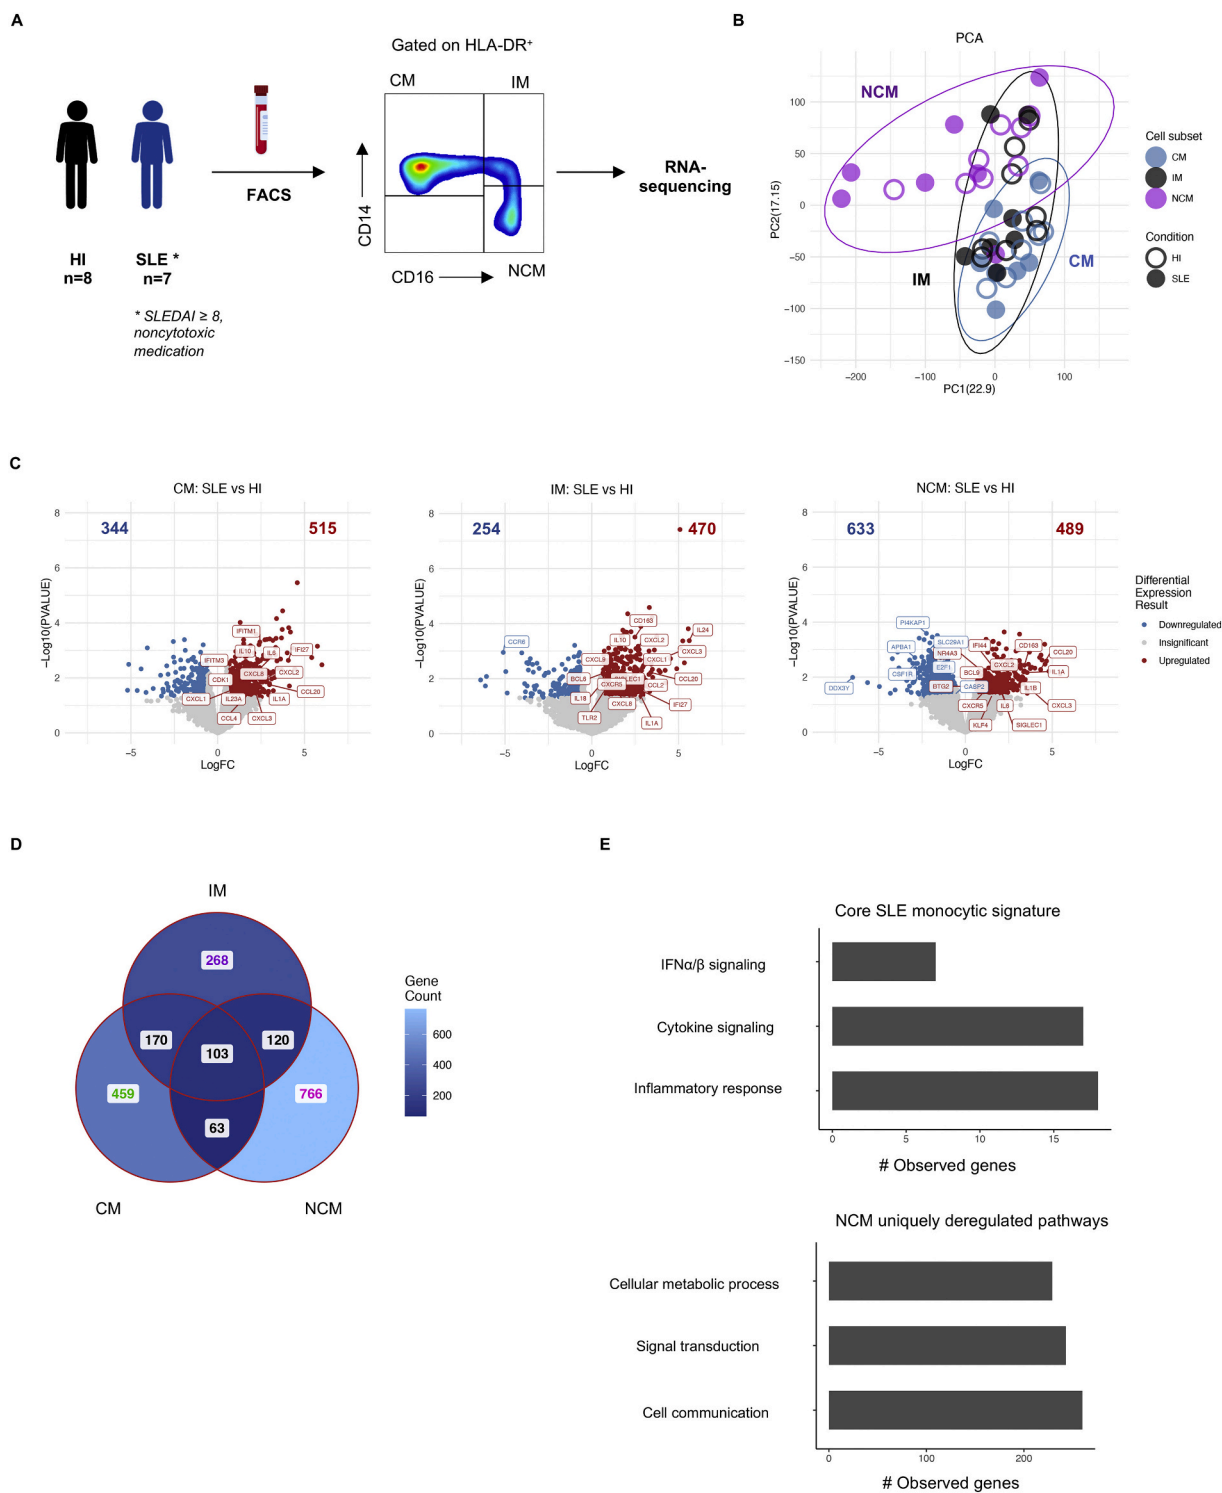 A
Gated on HLA-DR+
CM
IM
FACS
CD14
CD16
NCM
RNA-
sequencing
HI
n=8
SLE *
n=7
* SLEDAI ≥ 8,
noncytotoxic
medication
B
PCA
NCM
IM
CM
PC2(17.15)
100
50
0
−50
−100
−150
−200
−100
0
100
PC1(22.9)
Cell subset
CM
IM
NCM
Condition
HI
SLE
C
CM: SLE vs HI
344
515
−Log10(PVALUE)
8
6
4
2
0
IFITM1
IL10
IL6
IFI27
IFITM3
CXCL8
CXCL2
CDK1
CCL20
CXCL1
IL23A
IL1A
CCL4
CXCL3
−5
0
5
LogFC
IM: SLE vs HI
254
470
−Log10(PVALUE)
8
6
4
2
0
CD163
IL24
CCR6
IL10
CXCL2
CXCL3
CXCL9
CXCL1
BCL6
SIGLEC1
CCL20
CXCR5
CCL2
IL18
CXCL8
IFI27
TLR2
IL1A
−5
0
5
LogFC
NCM: SLE vs HI
633
489
−Log10(PVALUE)
8
6
4
2
0
PI4KAP1
APBA1
SLC29A1
IFI44
CD163
NR4A3
CCL20
E2F1
CXCL2
CSF1R
BCL9
IL1A
DDX3Y
BTG2
CASP2
IL1B
CXCR5
IL6
CXCL3
KLF4
SIGLEC1
−5
0
5
LogFC
Differential
Expression
Result
Downregulated
Insignificant
Upregulated
D
IM
268
170
120
103
459
766
63
CM
NCM
Gene
Count
600
400
200
E
Core SLE monocytic signature
IFNα/β signaling
Cytokine signaling
Inflammatory response
0
5
10
15
# Observed genes
NCM uniquely deregulated pathways
Cellular metabolic process
Signal transduction
Cell communication
0
100
200
# Observed genes